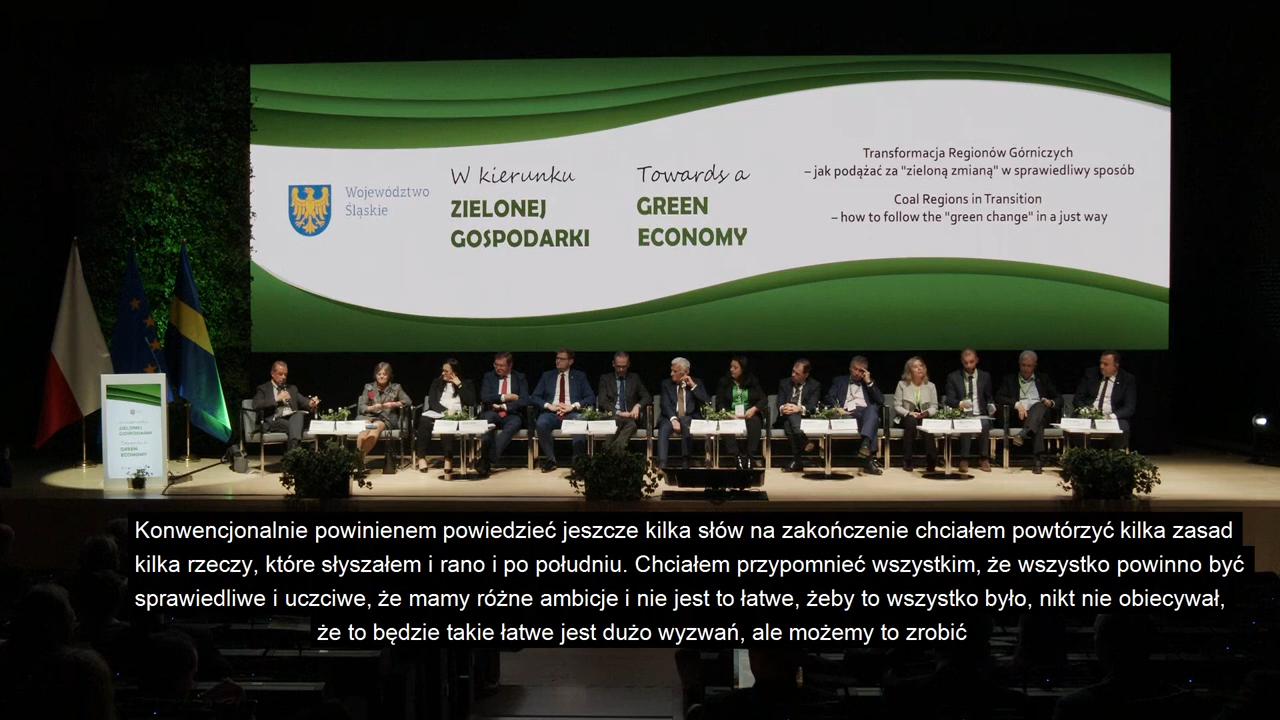 Województwo
Śląskie
W kierunku
ZIELONEJ
GOSPODARKI
Towards a
GREEN
ECONOMY
Transformacja Regionów Górniczych
– jak podążać za "zieloną zmianą" w sprawiedliwy sposób
Coal Regions in Transition
– how to follow the "green change" in a just way
ZIELONEJ
GOSPODARKI
GREEN
ECONOMY
Konwencjonalnie powinienem powiedzieć jeszcze kilka słów na zakończenie chciałem powtórzyć kilka zasad
kilka rzeczy, które słyszałem i rano i po południu. Chciałem przypomnieć wszystkim, że wszystko powinno być
sprawiedliwe i uczciwe, że mamy różne ambicje i nie jest to łatwe, żeby to wszystko było, nikt nie obiecywał,
że to będzie takie łatwe jest dużo wyzwań, ale możemy to zrobić